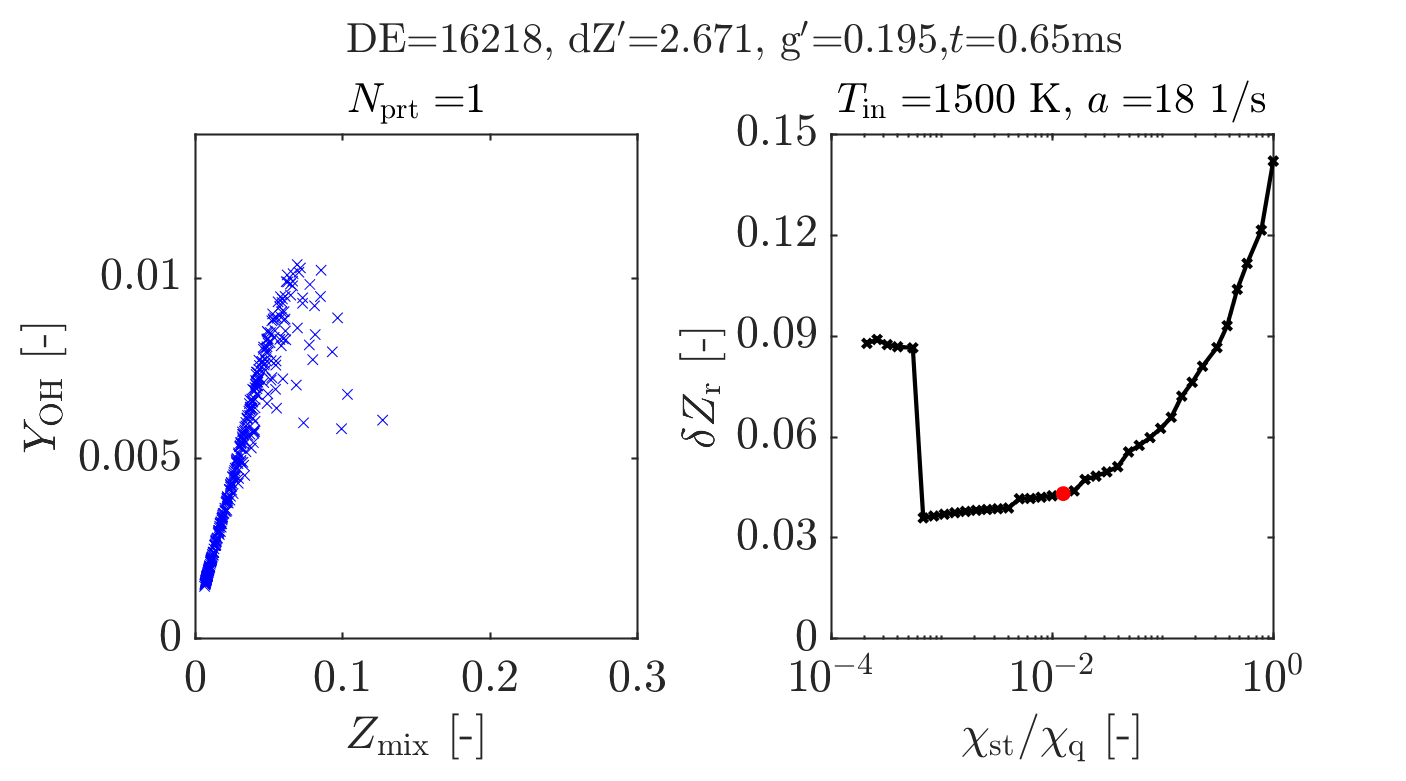 DE=16218, dZ′=2.671, g′=0.195,t=0.65ms
N_prt =1
T_in =1500 K, a =18 1/s
Y_OH [-]
0.01
0.005
0
0 0.1 0.2 0.3
Z_mix [-]
δZ_r [-]
0.15
0.12
0.09
0.06
0.03
0
10⁻⁴ 10⁻² 10⁰
χ_st/χ_q [-]